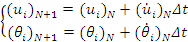 (u_i)_{N+1} = (u_i)_N + (u̇_i)_N Δt
(θ_i)_{N+1} = (θ_i)_N + (θ̇_i)_N Δt